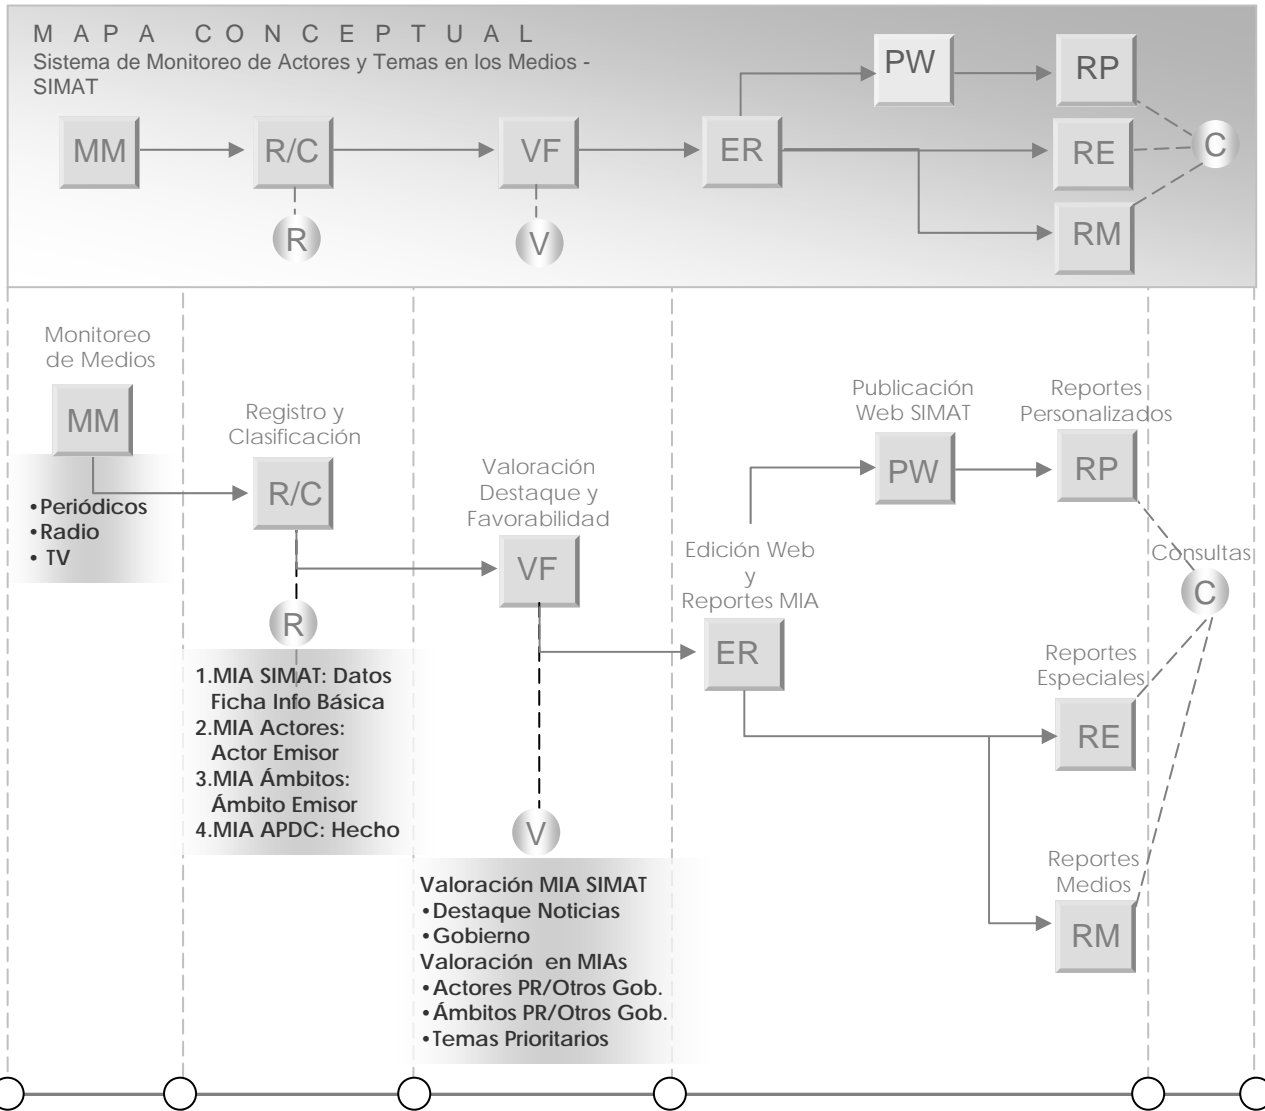 MAPA CONCEPTUAL
Sistema de Monitoreo de Actores y Temas en los Medios -
SIMAT
MM
R/C
VF
ER
PW
RP
RE
RM
C
R
V
Monitoreo
de Medios
MM
•Periódicos
•Radio
• TV
Registro y
Clasificación
R/C
R
1.MIA SIMAT: Datos
Ficha Info Básica
2.MIA Actores:
Actor Emisor
3.MIA Ámbitos:
Ámbito Emisor
4.MIA APDC: Hecho
Valoración
Destaque y
Favorabilidad
VF
V
Valoración MIA SIMAT
•Destaque Noticias
•Gobierno
Valoración en MIAs
•Actores PR/Otros Gob.
•Ámbitos PR/Otros Gob.
•Temas Prioritarios
Edición Web
y
Reportes MIA
ER
Publicación
Web SIMAT
PW
Reportes
Personalizados
RP
Consultas
C
Reportes
Especiales
RE
Reportes
Medios
RM